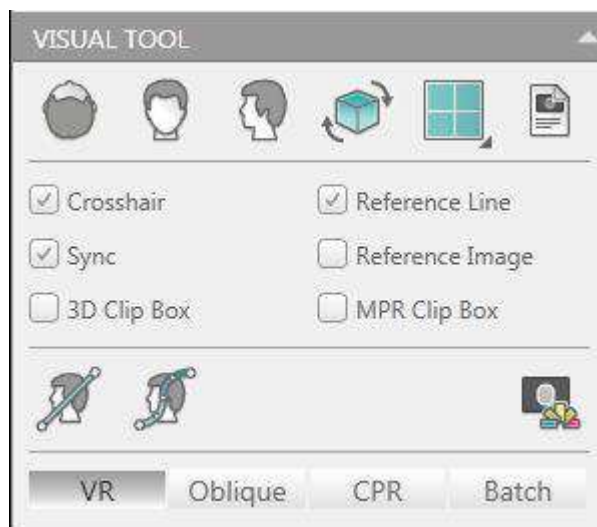 VISUAL TOOL
Crosshair Reference Line
Sync Reference Image
3D Clip Box MPR Clip Box
VR Oblique CPR Batch